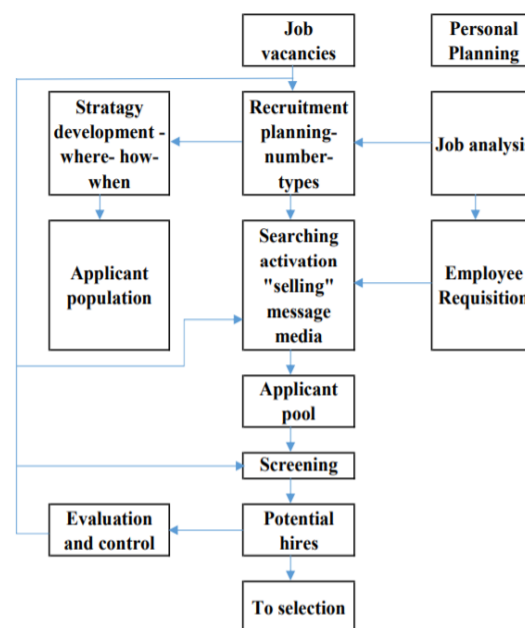 Job
vacancies
Personal
Planning
Stratagy
development -
where- how-
when
Recruitment
planning-
number-
types
Job analysis
Applicant
population
Searching
activation
"selling"
message
media
Employee
Requisition
Applicant
pool
Screening
Evaluation
and control
Potential
hires
To selection